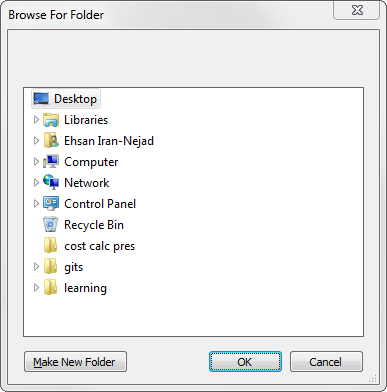 Browse For Folder
Desktop
Libraries
Ehsan Iran-Nejad
Computer
Network
Control Panel
Recycle Bin
cost calc pres
gits
learning
Make New Folder
OK
Cancel